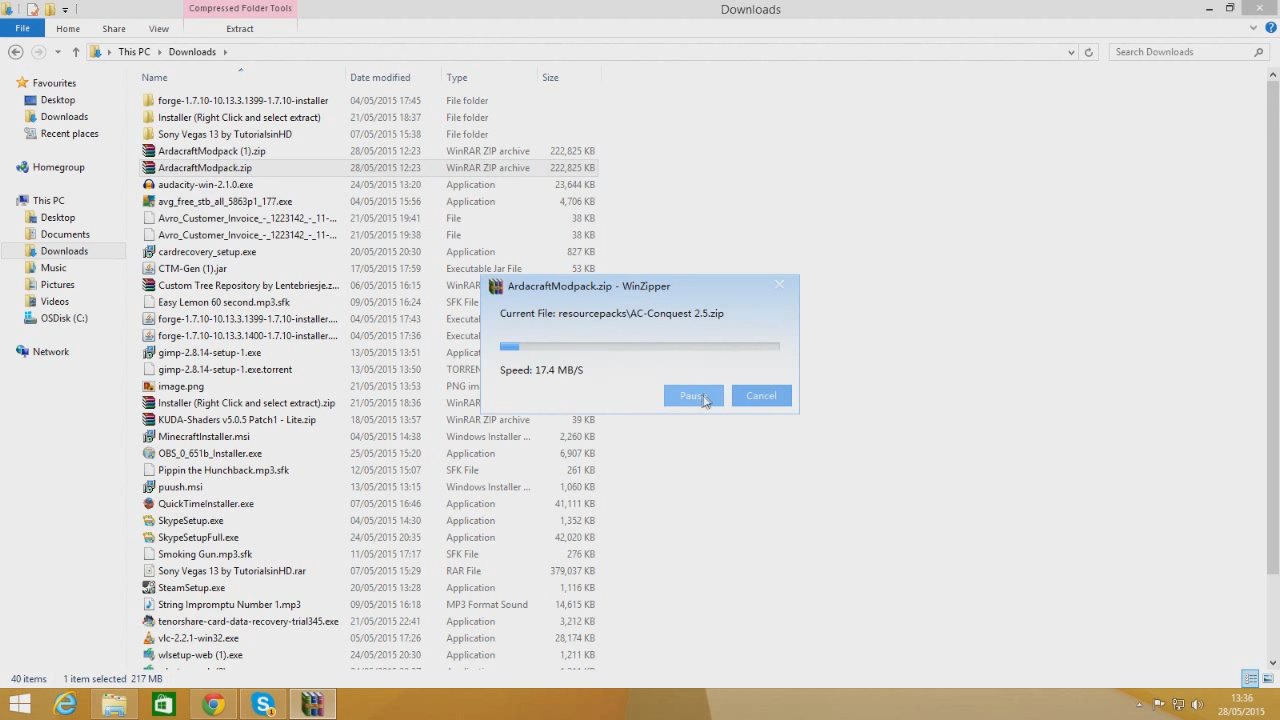 Compressed Folder Tools
Downloads
File Home Share View Extract
This PC Downloads
Search Downloads
Name Date modified Type Size
Favourites
Desktop
Downloads
Recent places
Homegroup
This PC
Desktop
Documents
Downloads
Music
Pictures
Videos
OSDisk (C:)
Network
forge-1.7.10-10.13.3.1399-1.7.10-installer 04/05/2015 17:45 File folder
Installer (Right Click and select extract) 21/05/2015 18:37 File folder
Sony Vegas 13 by TutorialsinHD 07/05/2015 15:38 File folder
ArdacraftModpack (1).zip 28/05/2015 12:23 WinRAR ZIP archive 222,825 KB
ArdacraftModpack.zip 28/05/2015 12:23 WinRAR ZIP archive 222,825 KB
audacity-win-2.1.0.exe 24/05/2015 13:20 Application 23,644 KB
avg_free_stb_all_5863p1_177.exe 04/05/2015 15:56 Application 4,706 KB
Avro_Customer_Invoice_-_1223142_-_11-... 21/05/2015 19:41 File 38 KB
Avro_Customer_Invoice_-_1223142_-_11-... 21/05/2015 19:38 File 38 KB
cardrecovery_setup.exe 20/05/2015 20:30 Application 827 KB
CTM-Gen (1).jar 17/05/2015 17:59 Executable Jar File 53 KB
Custom Tree Repository by Lentebriesje.z... 06/05/2015 16:15 WinRAR
Easy Lemon 60 second.mp3.sfk 09/05/2015 16:24 SFK File
forge-1.7.10-10.13.3.1399-1.7.10-installer.... 04/05/2015 17:43 Executab
forge-1.7.10-10.13.3.1400-1.7.10-installer.... 04/05/2015 17:38 Executab
gimp-2.8.14-setup-1.exe 07/05/2015 13:51 Applicat
gimp-2.8.14-setup-1.exe.torrent 07/05/2015 13:50 TORREN
image.png 24/05/2015 13:37 PNG im
Installer (Right Click and select extract).zip 21/05/2015 18:36 WinRAR
KUDA-Shaders v5.0.5 Patch1 - Lite.zip 18/05/2015 13:57 WinRAR ZIP archive 39 KB
MinecraftInstaller.msi 04/05/2015 14:38 Windows Installer ... 2,260 KB
OBS_0_651b_Installer.exe 25/05/2015 15:20 Application 6,907 KB
Pippin the Hunchback.mp3.sfk 12/05/2015 15:07 SFK File 261 KB
puush.msi 13/05/2015 13:15 Windows Installer ... 1,060 KB
QuickTimeInstaller.exe 07/05/2015 16:46 Application 41,111 KB
SkypeSetup.exe 04/05/2015 14:30 Application 1,352 KB
SkypeSetupFull.exe 24/05/2015 20:35 Application 42,020 KB
Smoking Gun.mp3.sfk 11/05/2015 17:17 SFK File 276 KB
Sony Vegas 13 by TutorialsinHD.rar 07/05/2015 15:29 RAR File 379,037 KB
SteamSetup.exe 20/05/2015 13:28 Application 1,116 KB
String Impromptu Number 1.mp3 09/05/2015 16:18 MP3 Format Sound 14,615 KB
tenorshare-card-data-recovery-trial345.exe 21/05/2015 22:41 Application 3,212 KB
vlc-2.2.1-win32.exe 05/05/2015 17:26 Application 28,174 KB
wlsetup-web (1).exe 24/05/2015 20:30 Application 1,211 KB
ArdacraftModpack.zip - WinZipper
Current File: resourcepacks\AC-Conquest 2.5.zip
Speed: 17.4 MB/S
Pause Cancel
40 items 1 item selected 217 MB
13:36
28/05/2015